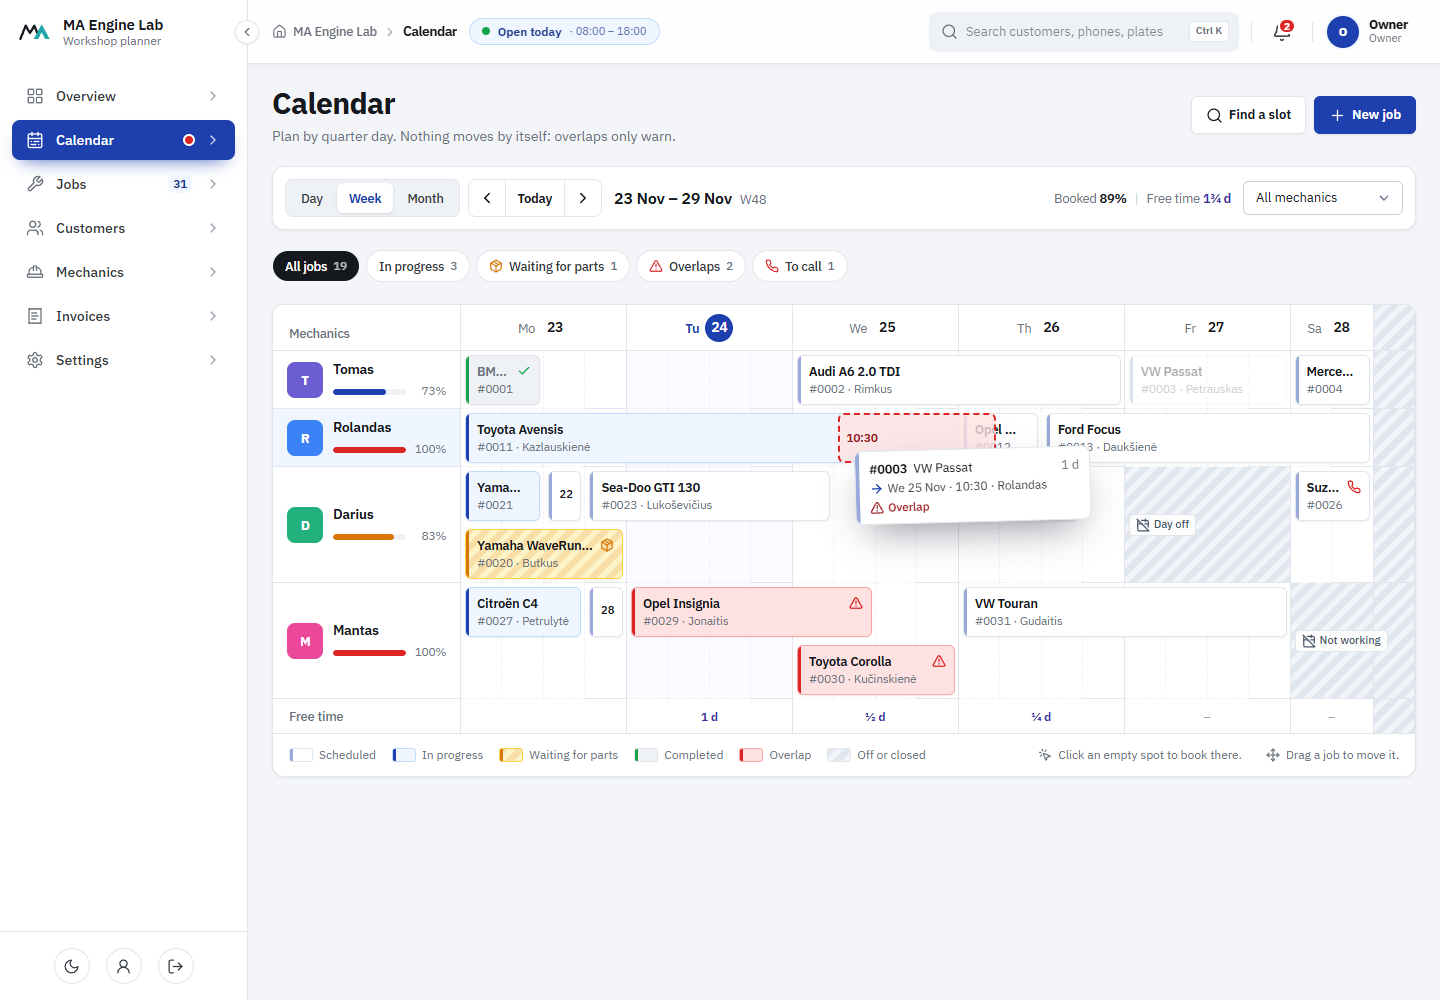 MA Engine Lab
Workshop planner
MA Engine Lab
Calendar
Open today · 08:00 – 18:00
Search customers, phones, plates
Ctrl K
2
O
Owner
Owner
Overview
Calendar
Jobs 31
Customers
Mechanics
Invoices
Settings
Calendar
Plan by quarter day. Nothing moves by itself: overlaps only warn.
Find a slot
New job
Day Week Month
Today
23 Nov – 29 Nov W48
Booked 89% Free time 1¾ d
All mechanics
All jobs 19
In progress 3
Waiting for parts 1
Overlaps 2
To call 1
Mechanics
Mo 23
Tu 24
We 25
Th 26
Fr 27
Sa 28
T
Tomas
73%
BM...
#0001
Audi A6 2.0 TDI
#0002 · Rimkus
VW Passat
#0003 · Petrauskas
Merce...
#0004
R
Rolandas
100%
Toyota Avensis
#0011 · Kazlauskienė
10:30
Opel ...
Ford Focus
#0013 · Daukšienė
#0003 VW Passat 1 d
We 25 Nov · 10:30 · Rolandas
Overlap
D
Darius
83%
Yama...
#0021
22
Sea-Doo GTI 130
#0023 · Lukoševičius
Day off
Suz...
#0026
Yamaha WaveRun...
#0020 · Butkus
M
Mantas
100%
Citroën C4
#0027 · Petrulytė
28
Opel Insignia
#0029 · Jonaitis
VW Touran
#0031 · Gudaitis
Not working
Toyota Corolla
#0030 · Kučinskienė
Free time
1 d
½ d
¼ d
–
–
Scheduled
In progress
Waiting for parts
Completed
Overlap
Off or closed
Click an empty spot to book there.
Drag a job to move it.